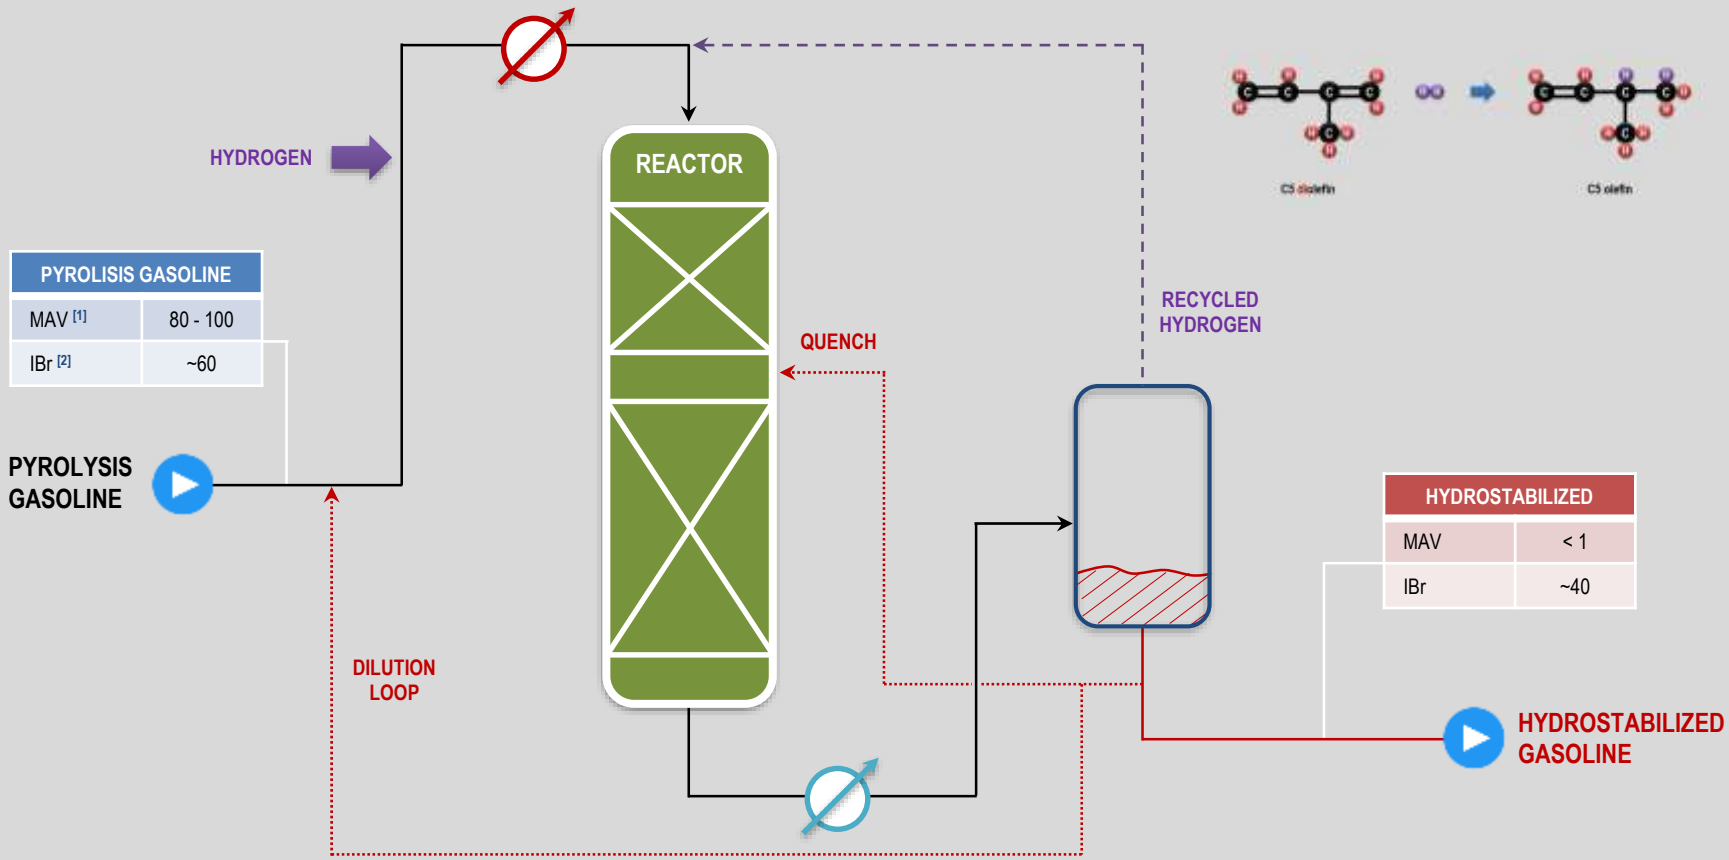 HYDROGEN
REACTOR
C5 diolefin
C5 olefin
PYROLISIS GASOLINE
MAV [1] 80 - 100
IBr [2] ~60
RECYCLED
HYDROGEN
QUENCH
PYROLYSIS
GASOLINE
HYDROSTABILIZED
MAV < 1
IBr ~40
DILUTION
LOOP
HYDROSTABILIZED
GASOLINE